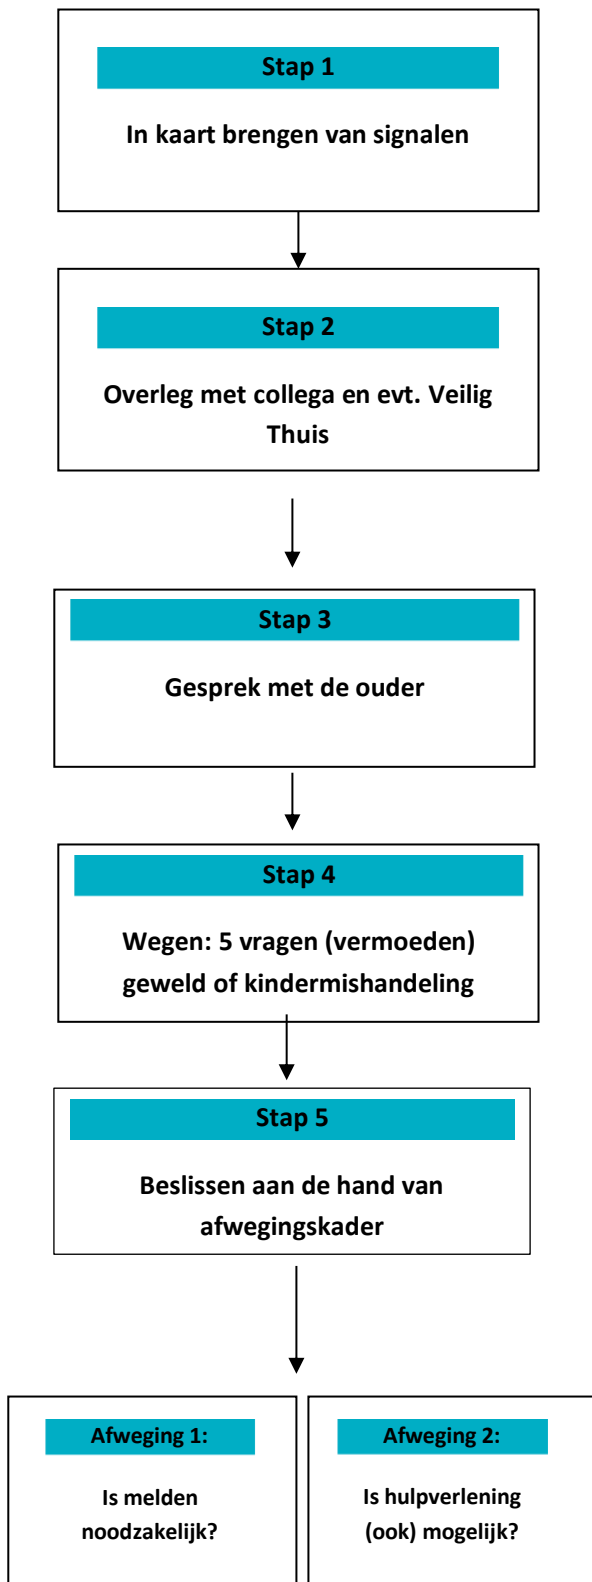 Stap 1
In kaart brengen van signalen
Stap 2
Overleg met collega en evt. Veilig
Thuis
Stap 3
Gesprek met de ouder
Stap 4
Wegen: 5 vragen (vermoeden)
geweld of kindermishandeling
Stap 5
Beslissen aan de hand van
afwegingskader
Afweging 1:
Is melden
noodzakelijk?
Afweging 2:
Is hulpverlening
(ook) mogelijk?